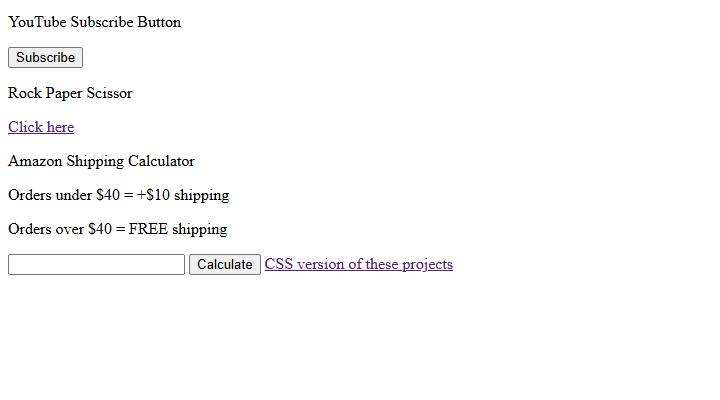 YouTube Subscribe Button
Subscribe
Rock Paper Scissor
Click here
Amazon Shipping Calculator
Orders under $40 = +$10 shipping
Orders over $40 = FREE shipping
Calculate CSS version of these projects